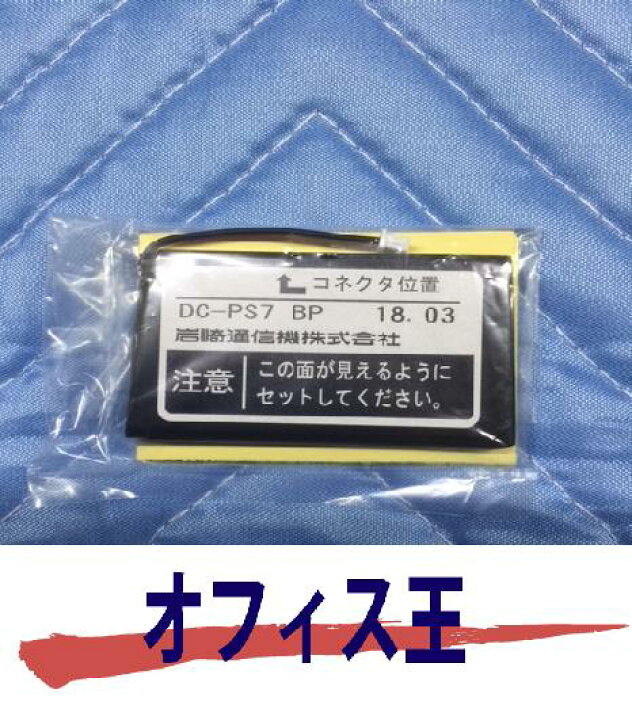 コネクタ位置
DC-PS7 BP 18.03
岩崎通信機株式会社
注意 この面が見えるように
セットしてください。
オフィス王